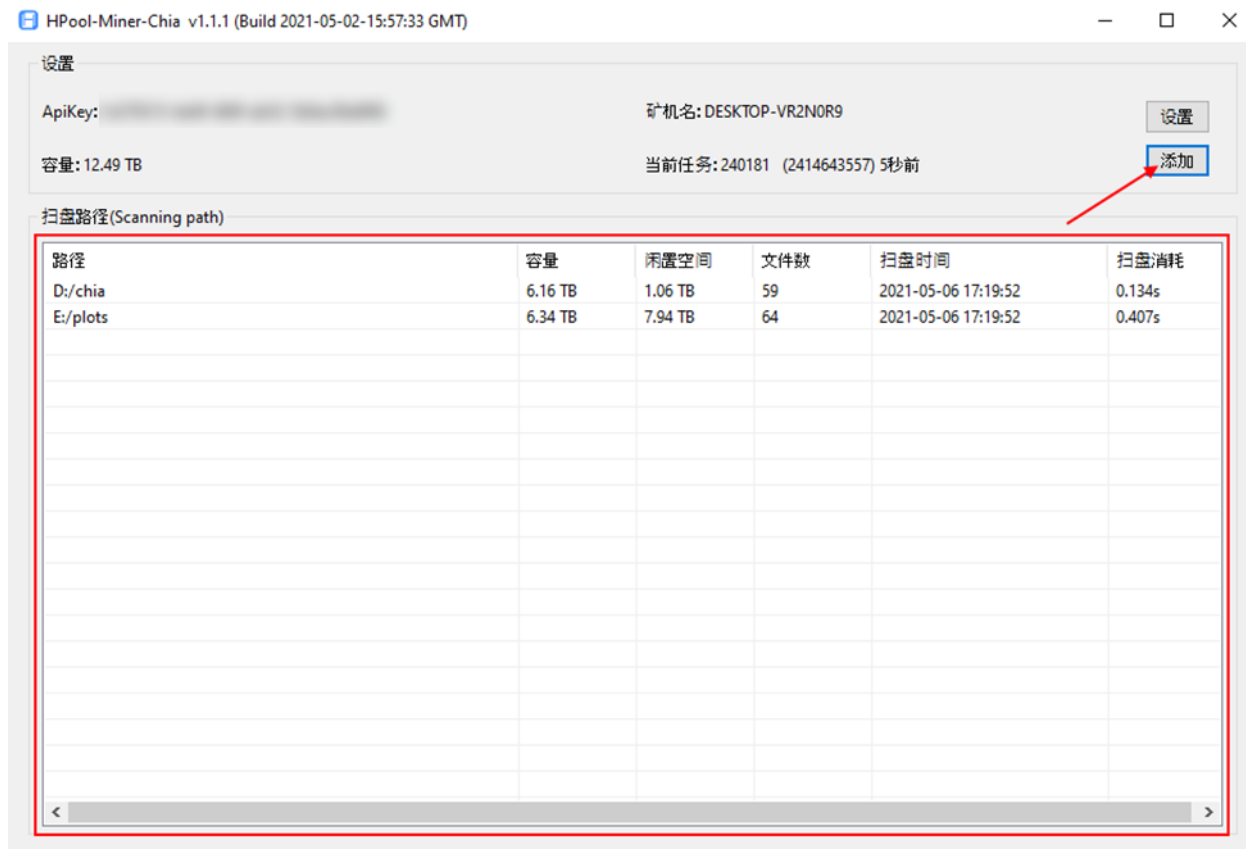 HPool-Miner-Chia v1.1.1 (Build 2021-05-02-15:57:33 GMT)
设置
ApiKey:
矿机名: DESKTOP-VR2N0R9
设置
容量: 12.49 TB
当前任务: 240181 (2414643557) 5秒前
添加
扫盘路径(Scanning path)
路径 容量 闲置空间 文件数 扫盘时间 扫盘消耗
D:/chia 6.16 TB 1.06 TB 59 2021-05-06 17:19:52 0.134s
E:/plots 6.34 TB 7.94 TB 64 2021-05-06 17:19:52 0.407s